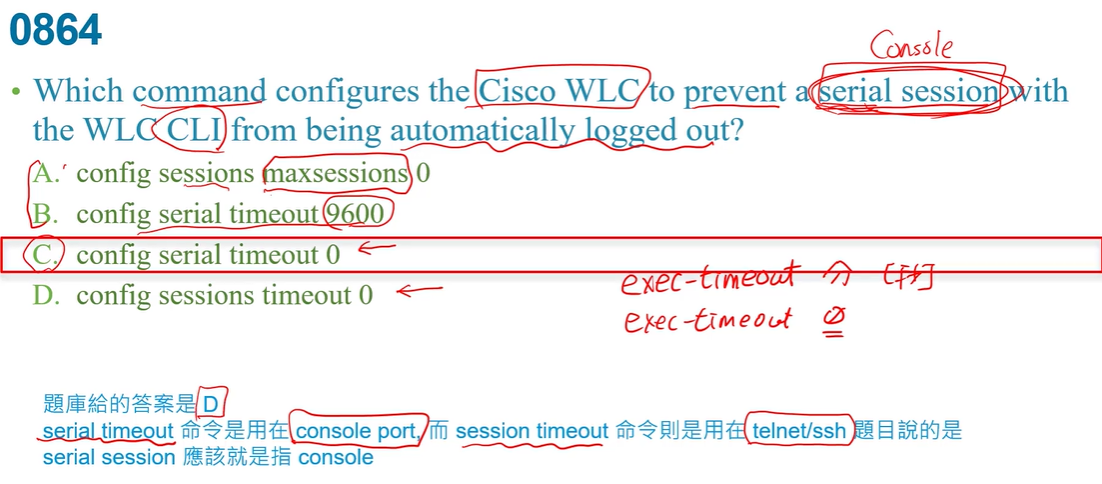 0864
Console
• Which command configures the Cisco WLC to prevent a serial session with
the WLC CLI from being automatically logged out?
A. config sessions maxsessions 0
B. config serial timeout 9600
C. config serial timeout 0
D. config sessions timeout 0
exec-timeout 分 [秒]
exec-timeout 0
題庫給的答案是 D
serial timeout 命令是用在 console port, 而 session timeout 命令則是用在 telnet/ssh 題目說的是
serial session 應該就是指 console